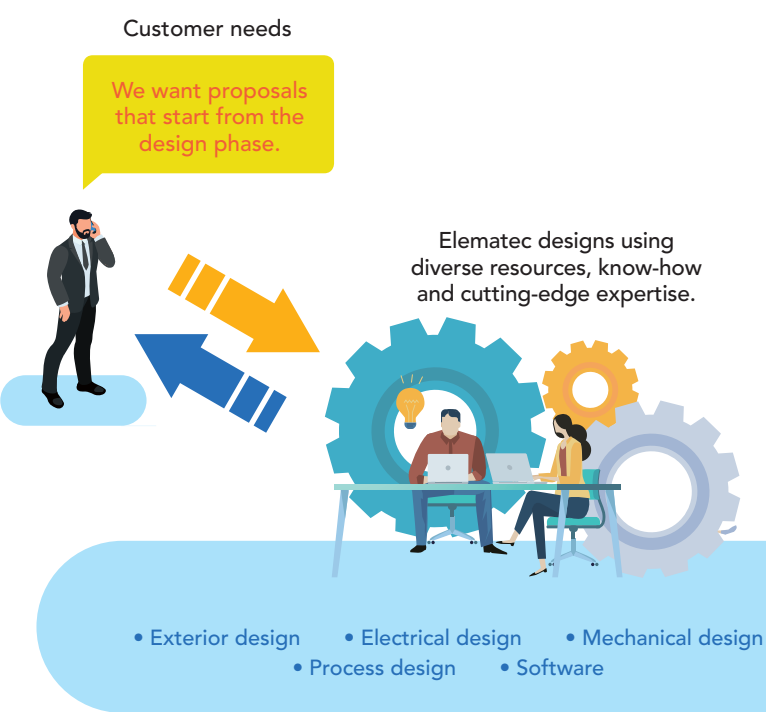 Customer needs
We want proposals
that start from the
design phase.
Elematec designs using
diverse resources, know-how
and cutting-edge expertise.
• Exterior design • Electrical design • Mechanical design
• Process design • Software